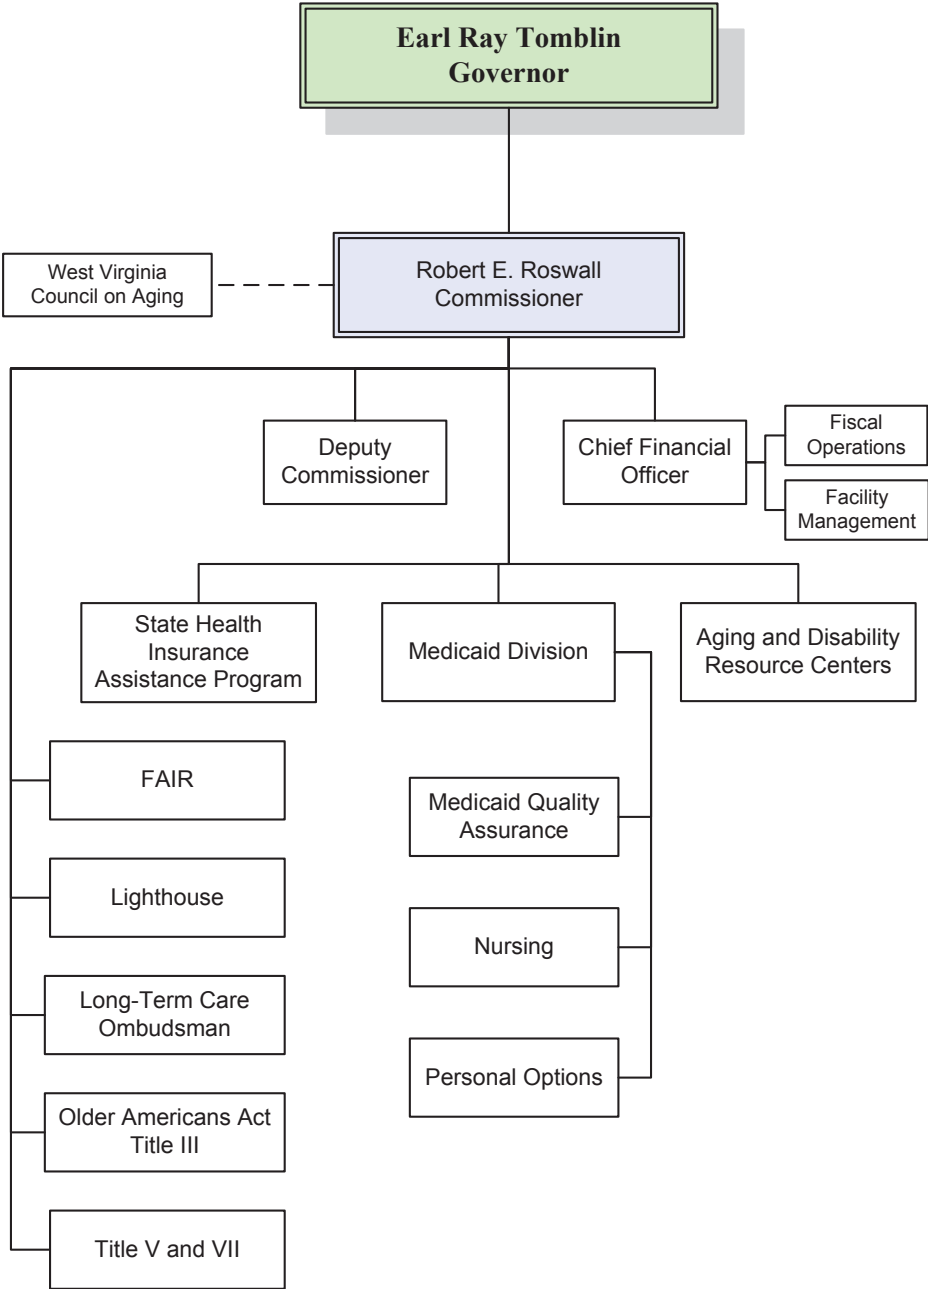 Earl Ray Tomblin
Governor
Robert E. Roswall
Commissioner
West Virginia
Council on Aging
Deputy
Commissioner
Chief Financial
Officer
Fiscal
Operations
Facility
Management
State Health
Insurance
Assistance Program
Medicaid Division
Aging and Disability
Resource Centers
FAIR
Medicaid Quality
Assurance
Lighthouse
Nursing
Long-Term Care
Ombudsman
Personal Options
Older Americans Act
Title III
Title V and VII